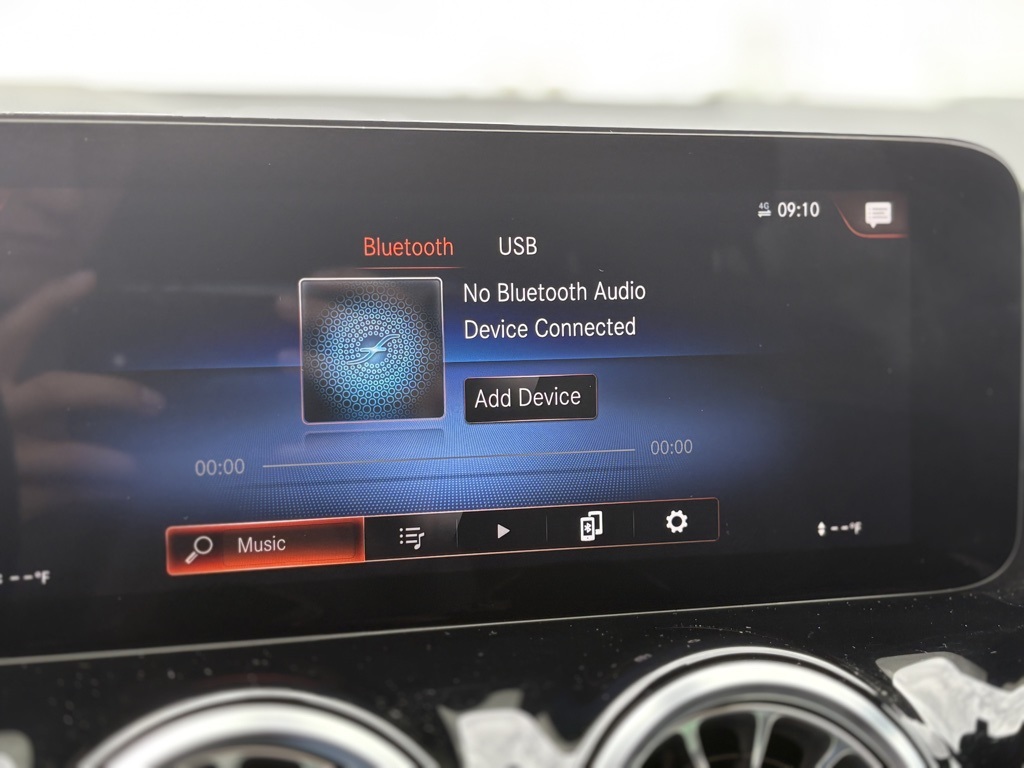 4G 09:10
Bluetooth USB
No Bluetooth Audio
Device Connected
Add Device
00:00
00:00
Music
--°F
--°F